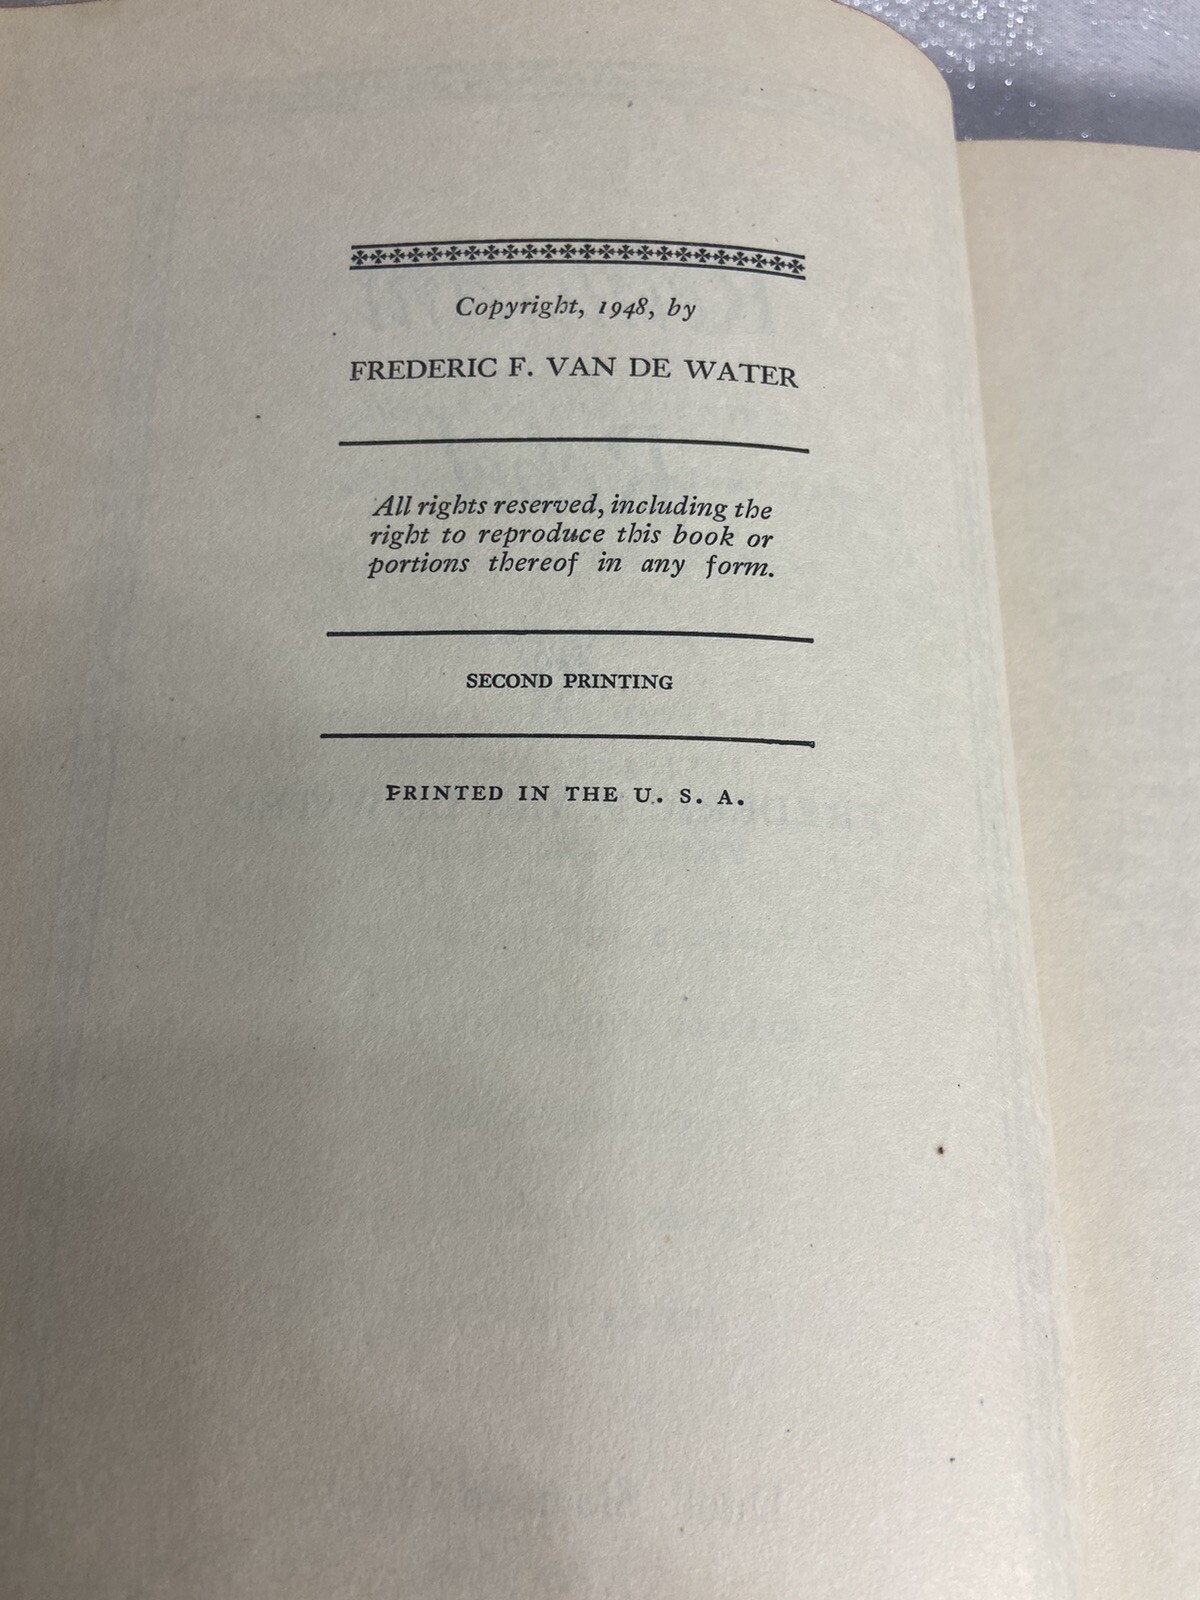 Copyright, 1948, by
FREDERIC F. VAN DE WATER
All rights reserved, including the
right to reproduce this book or
portions thereof in any form.
SECOND PRINTING
PRINTED IN THE U. S. A.